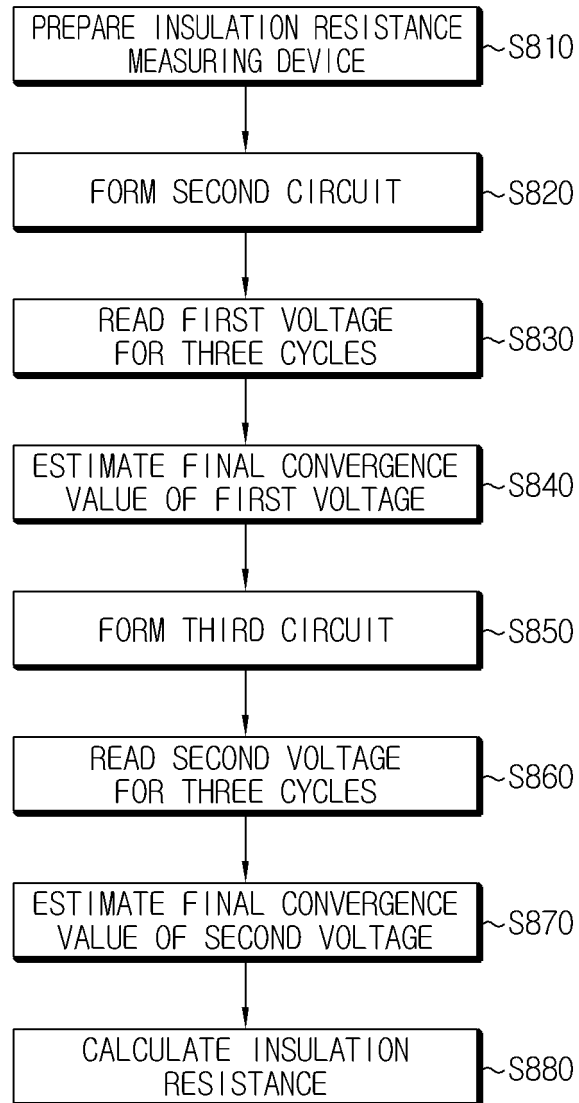 PREPARE INSULATION RESISTANCE
MEASURING DEVICE
~S810
FORM SECOND CIRCUIT
~S820
READ FIRST VOLTAGE
FOR THREE CYCLES
~S830
ESTIMATE FINAL CONVERGENCE
VALUE OF FIRST VOLTAGE
~S840
FORM THIRD CIRCUIT
~S850
READ SECOND VOLTAGE
FOR THREE CYCLES
~S860
ESTIMATE FINAL CONVERGENCE
VALUE OF SECOND VOLTAGE
~S870
CALCULATE INSULATION
RESISTANCE
~S880